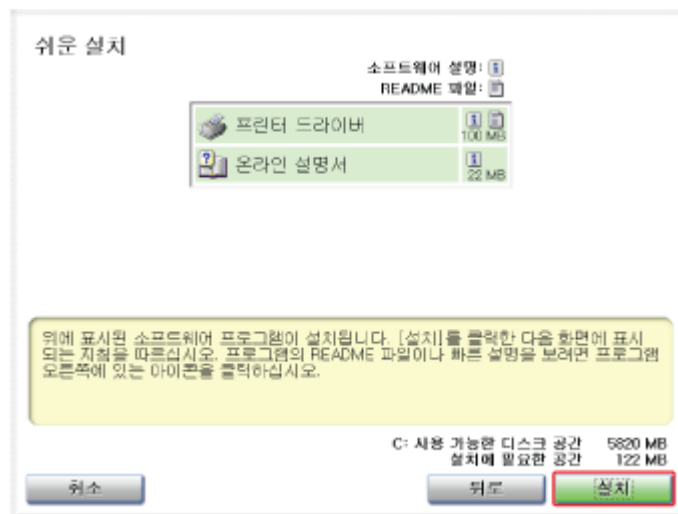 쉬운 설치
소프트웨어 설명:
README 파일:
프린터 드라이버
100 MB
온라인 설명서
22 MB
위에 표시된 소프트웨어 프로그램이 설치됩니다. [설치]를 클릭한 다음 화면에 표시
되는 지침을 따르십시오. 프로그램의 README 파일이나 빠른 설명을 보려면 프로그램
오른쪽에 있는 아이콘을 클릭하십시오.
C: 사용 가능한 디스크 공간 5820 MB
설치에 필요한 공간 122 MB
취소
뒤로
설치